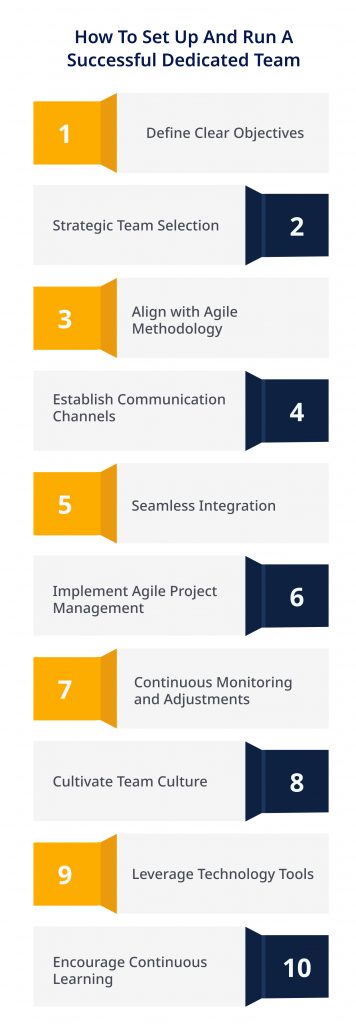 How To Set Up And Run A
Successful Dedicated Team
1
Define Clear Objectives
Strategic Team Selection
2
3
Align with Agile
Methodology
Establish Communication
Channels
4
5
Seamless Integration
Implement Agile Project
Management
6
7
Continuous Monitoring
and Adjustments
Cultivate Team Culture
8
9
Leverage Technology Tools
Encourage Continuous
Learning
10